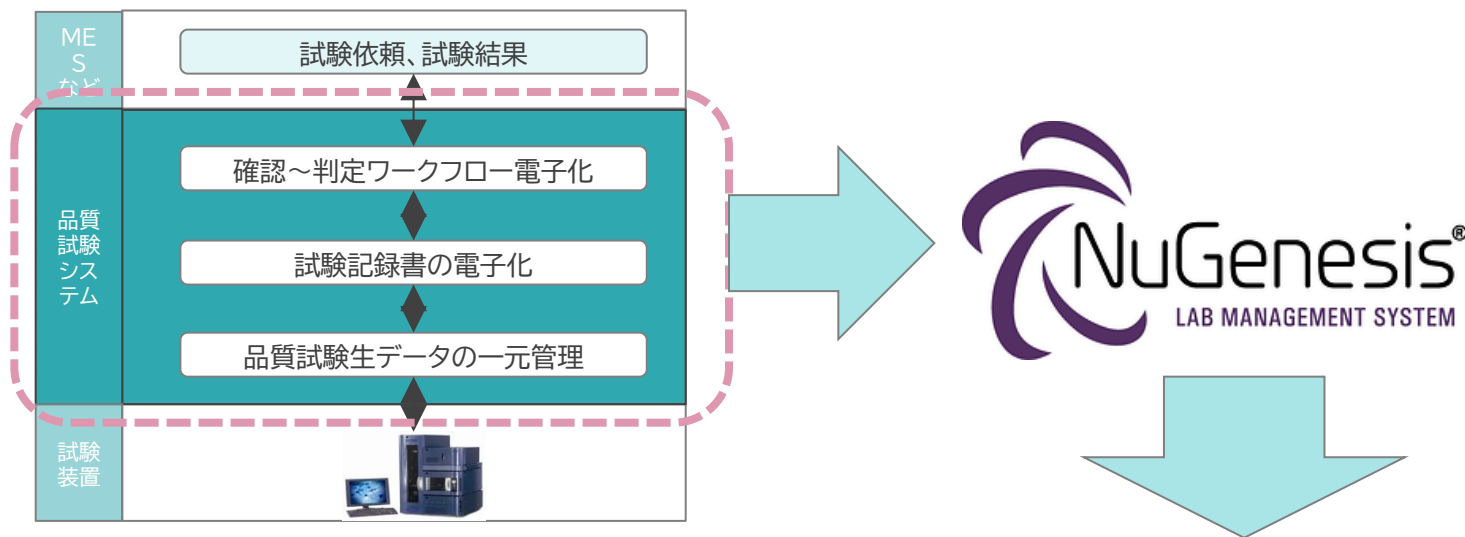 ME
S
など
試験依頼、試験結果
品質
試験
シス
テム
確認～判定ワークフロー電子化
試験記録書の電子化
品質試験生データの一元管理
試験
装置
NuGenesis®
LAB MANAGEMENT SYSTEM